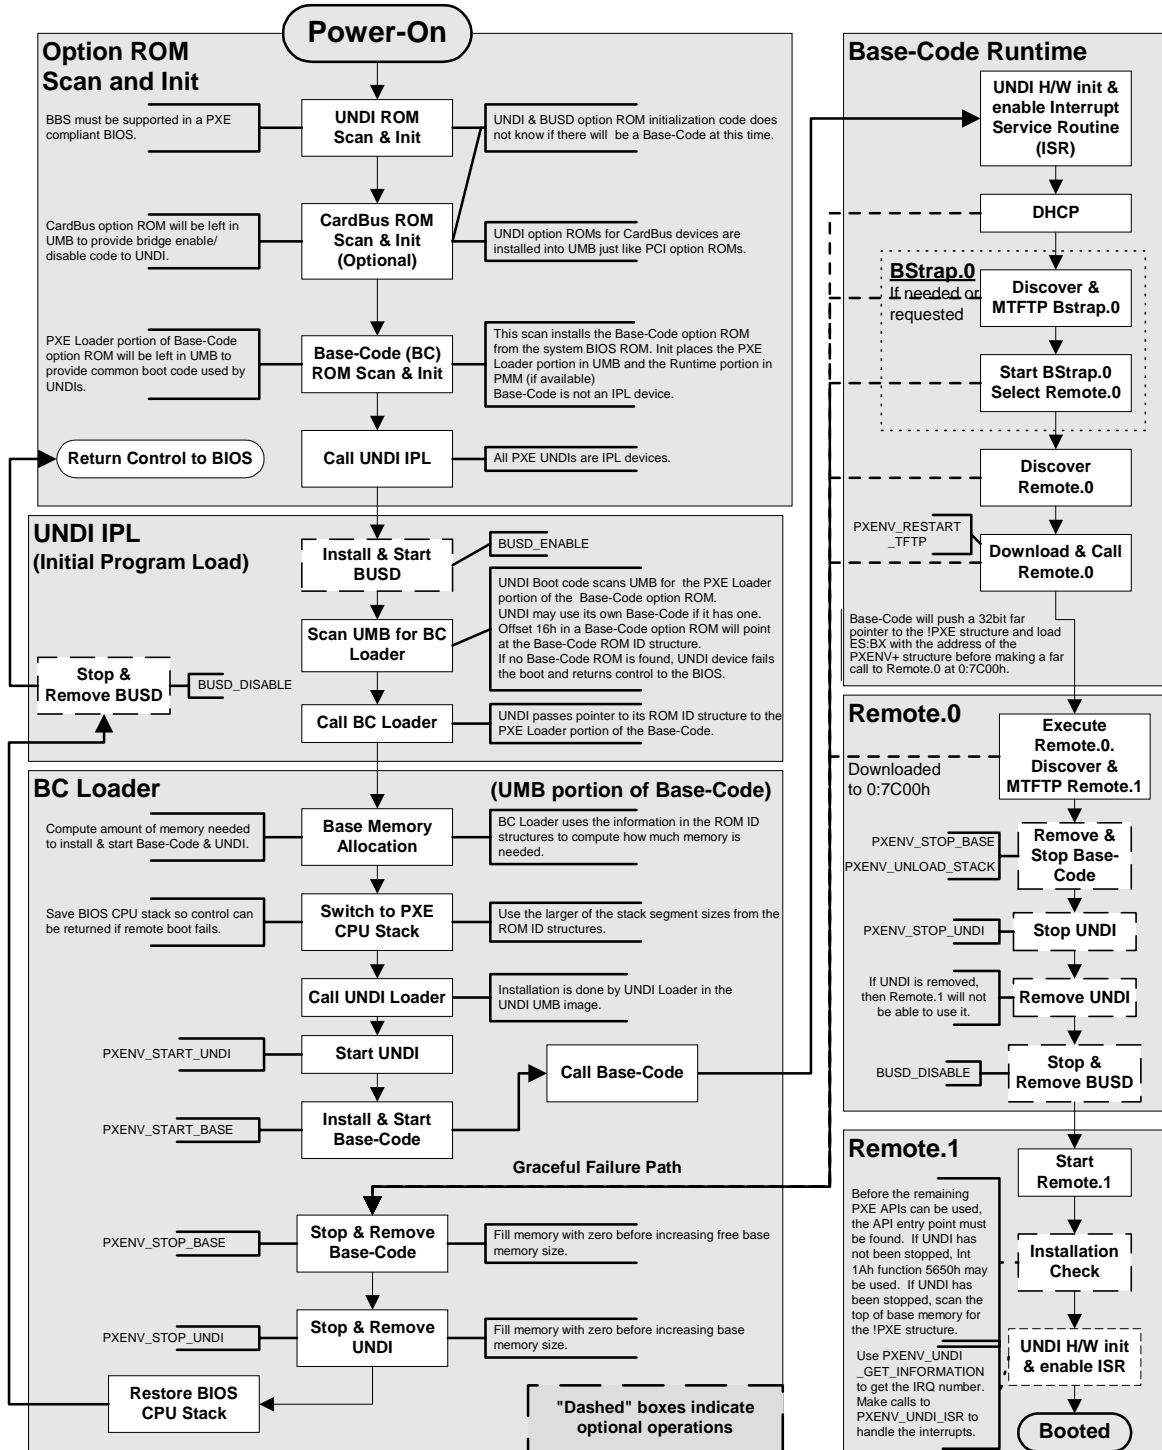 Power-On
Option ROM
Scan and Init
BBS must be supported in a PXE
compliant BIOS.
UNDI ROM
Scan & Init
UNDI & BUSD option ROM initialization code does
not know if there will be a Base-Code at this time.
CardBus option ROM will be left in
UMB to provide bridge enable/
disable code to UNDI.
CardBus ROM
Scan & Init
(Optional)
UNDI option ROMs for CardBus devices are
installed into UMB just like PCI option ROMs.
PXE Loader portion of Base-Code
option ROM will be left in UMB to
provide common boot code used by
UNDIs.
Base-Code (BC)
ROM Scan & Init
This scan installs the Base-Code option ROM
from the system BIOS ROM. Init places the PXE
Loader portion in UMB and the Runtime portion in
PMM (if available)
Base-Code is not an IPL device.
Return Control to BIOS
Call UNDI IPL
All PXE UNDIs are IPL devices.
UNDI IPL
(Initial Program Load)
Install & Start
BUSD
BUSD_ENABLE
Scan UMB for BC
Loader
UNDI Boot code scans UMB for the PXE Loader
portion of the Base-Code option ROM.
UNDI may use its own Base-Code if it has one.
Offset 16h in a Base-Code option ROM will point
at the Base-Code ROM ID structure.
If no Base-Code ROM is found, UNDI device fails
the boot and returns control to the BIOS.
Stop &
Remove BUSD
BUSD_DISABLE
Call BC Loader
UNDI passes pointer to its ROM ID structure to the
PXE Loader portion of the Base-Code.
BC Loader
(UMB portion of Base-Code)
Compute amount of memory needed
to install & start Base-Code & UNDI.
Base Memory
Allocation
BC Loader uses the information in the ROM ID
structures to compute how much memory is
needed.
Save BIOS CPU stack so control can
be returned if remote boot fails.
Switch to PXE
CPU Stack
Use the larger of the stack segment sizes from the
ROM ID structures.
Call UNDI Loader
Installation is done by UNDI Loader in the
UNDI UMB image.
PXENV_START_UNDI
Start UNDI
Call Base-Code
PXENV_START_BASE
Install & Start
Base-Code
Graceful Failure Path
PXENV_STOP_BASE
Stop & Remove
Base-Code
Fill memory with zero before increasing free base
memory size.
PXENV_STOP_UNDI
Stop & Remove
UNDI
Fill memory with zero before increasing base
memory size.
Restore BIOS
CPU Stack
"Dashed" boxes indicate
optional operations
Base-Code Runtime
UNDI H/W init &
enable Interrupt
Service Routine
(ISR)
DHCP
BStrap.0
If needed or
requested
Discover &
MTFTP Bstrap.0
Start BStrap.0
Select Remote.0
Discover
Remote.0
PXENV_RESTART
_TFTP
Download & Call
Remote.0
Base-Code will push a 32bit far
pointer to the !PXE structure and load
ES:BX with the address of the
PXENV+ structure before making a far
call to Remote.0 at 0:7C00h.
Remote.0
Downloaded
to 0:7C00h
Execute
Remote.0.
Discover &
MTFTP Remote.1
PXENV_STOP_BASE
PXENV_UNLOAD_STACK
Remove &
Stop Base-
Code
PXENV_STOP_UNDI
Stop UNDI
If UNDI is removed,
then Remote.1 will not
be able to use it.
Remove UNDI
BUSD_DISABLE
Stop &
Remove BUSD
Remote.1
Start
Remote.1
Before the remaining
PXE APIs can be used,
the API entry point must
be found. If UNDI has
not been stopped, Int
1Ah function 5650h may
be used. If UNDI has
been stopped, scan the
top of base memory for
the !PXE structure.
Installation
Check
Use PXENV_UNDI
_GET_INFORMATION
to get the IRQ number.
Make calls to
PXENV_UNDI_ISR to
handle the interrupts.
UNDI H/W init
& enable ISR
Booted